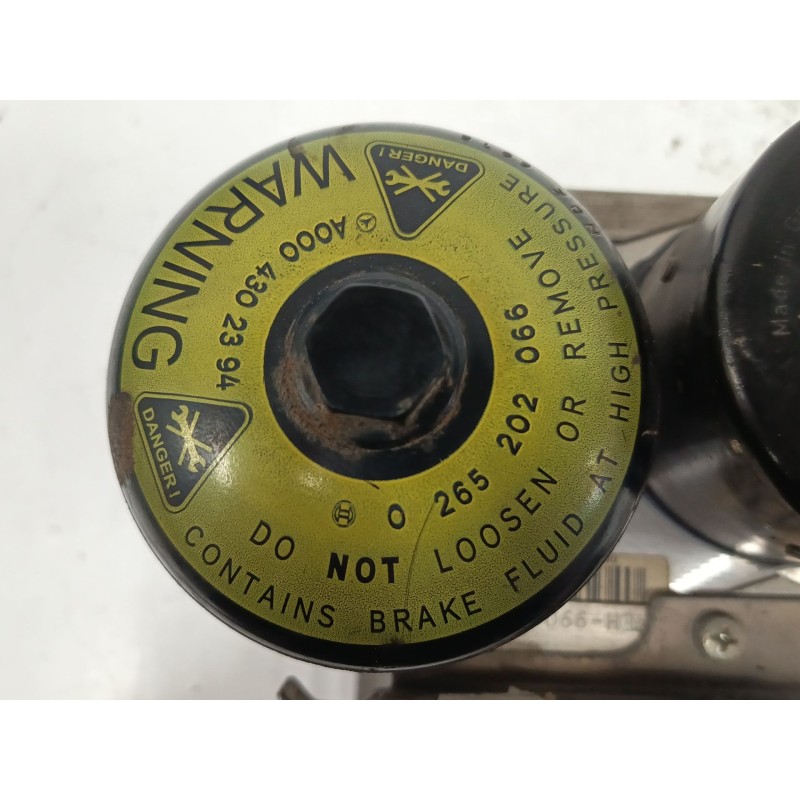 WARNING
DANGER!
DANGER!
A000 430 23 94
0 265 202 066
DO NOT LOOSEN OR REMOVE
CONTAINS BRAKE FLUID AT HIGH PRESSURE
Made in